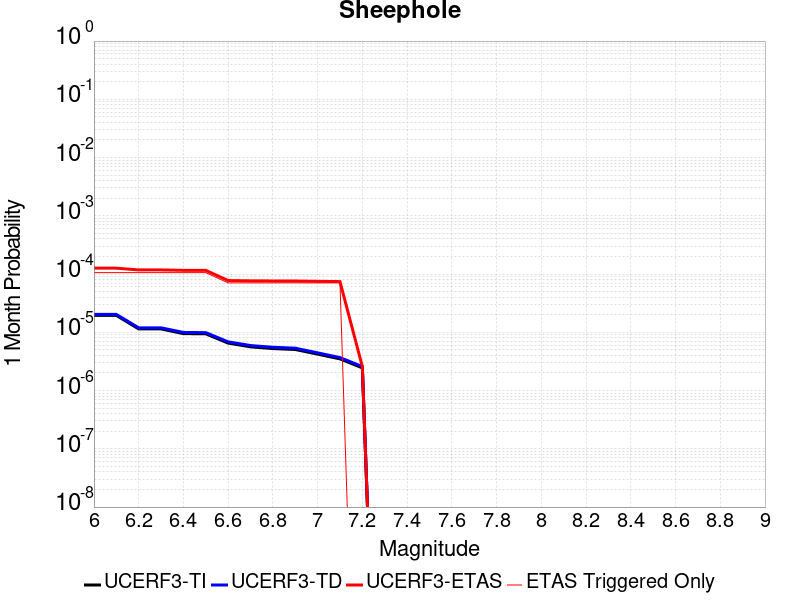 Sheephole
10^0
10^-1
10^-2
10^-3
10^-4
10^-5
10^-6
10^-7
10^-8
1 Month Probability
6 6.2 6.4 6.6 6.8 7 7.2 7.4 7.6 7.8 8 8.2 8.4 8.6 8.8 9
Magnitude
UCERF3-TI UCERF3-TD UCERF3-ETAS ETAS Triggered Only